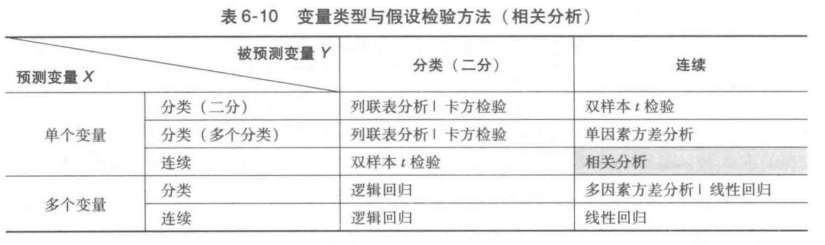 表6-10 变量类型与假设检验方法（相关分析）
被预测变量 Y
预测变量 X
分类（二分）
连续
单个变量
分类（二分）
列联表分析| 卡方检验
双样本 t 检验
分类（多个分类）
列联表分析| 卡方检验
单因素方差分析
连续
双样本 t 检验
相关分析
多个变量
分类
逻辑回归
多因素方差分析| 线性回归
连续
逻辑回归
线性回归